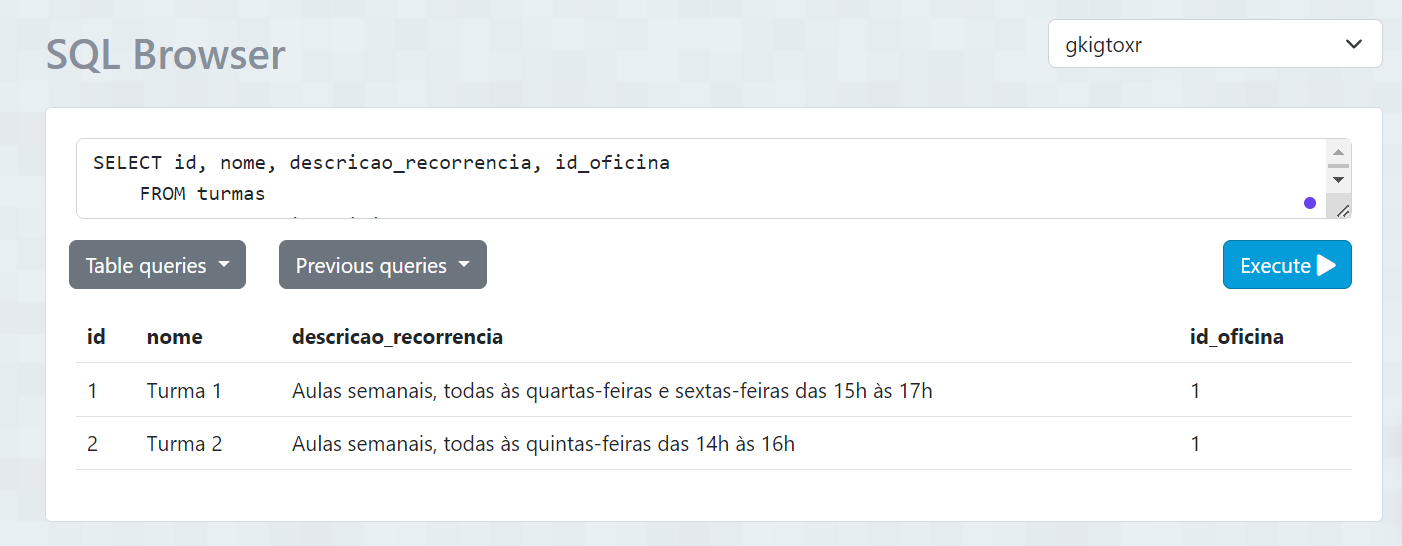 SQL Browser
gkigtoxr
SELECT id, nome, descricao_recorrencia, id_oficina
FROM turmas
Table queries
Previous queries
Execute
id nome descricao_recorrencia id_oficina
1 Turma 1 Aulas semanais, todas às quartas-feiras e sextas-feiras das 15h às 17h 1
2 Turma 2 Aulas semanais, todas às quintas-feiras das 14h às 16h 1